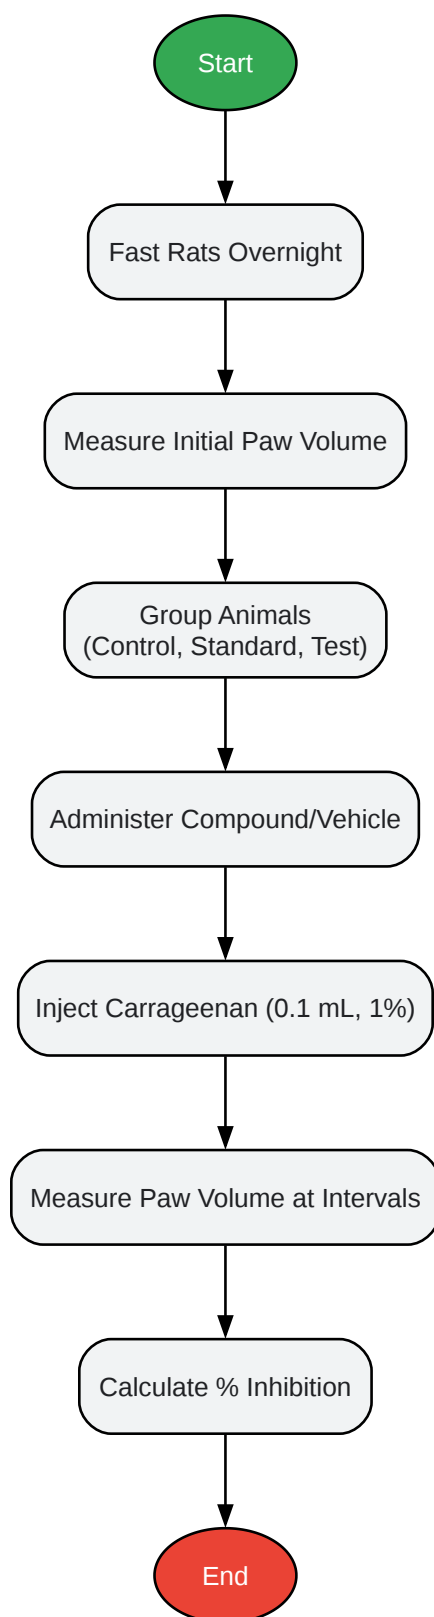 Start
Fast Rats Overnight
Measure Initial Paw Volume
Group Animals
(Control, Standard, Test)
Administer Compound/Vehicle
Inject Carrageenan (0.1 mL, 1%)
Measure Paw Volume at Intervals
Calculate % Inhibition
End